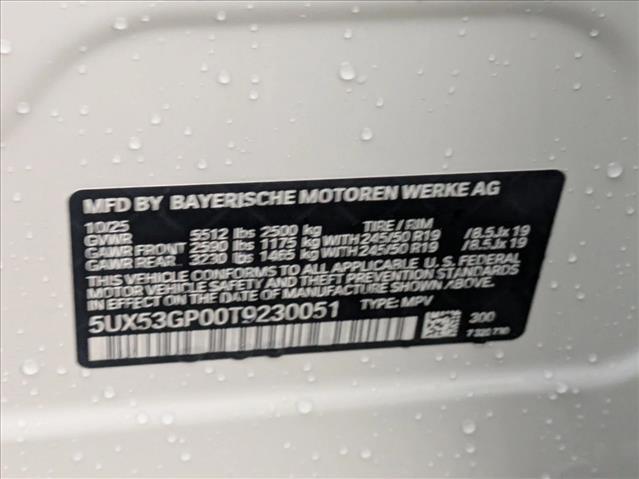 MFD BY BAYERISCHE MOTOREN WERKE AG
10/25
GVWR 5512 lbs 2500 kg TIRE / RIM
GAWR FRONT 2590 lbs 1175 kg WITH 245/50 R19 /8.5Jx19
GAWR REAR 3230 lbs 1465 kg WITH 245/50 R19 /8.5Jx19
THIS VEHICLE CONFORMS TO ALL APPLICABLE U.S. FEDERAL
MOTOR VEHICLE SAFETY AND THEFT PREVENTION STANDARDS
IN EFFECT ON THE DATE OF MANUFACTURE SHOWN ABOVE.
5UX53GP00T9230051 TYPE: MPV
300